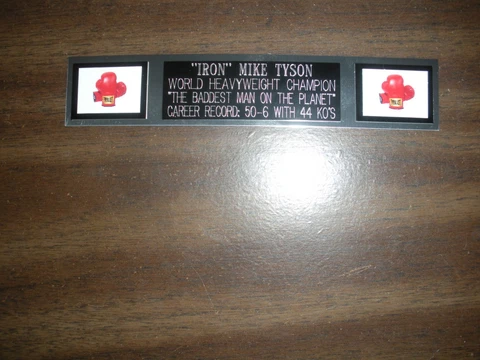 "IRON" MIKE TYSON
WORLD HEAVYWEIGHT CHAMPION
"THE BADDEST MAN ON THE PLANET"
CAREER RECORD: 50-6 WITH 44 KO'S